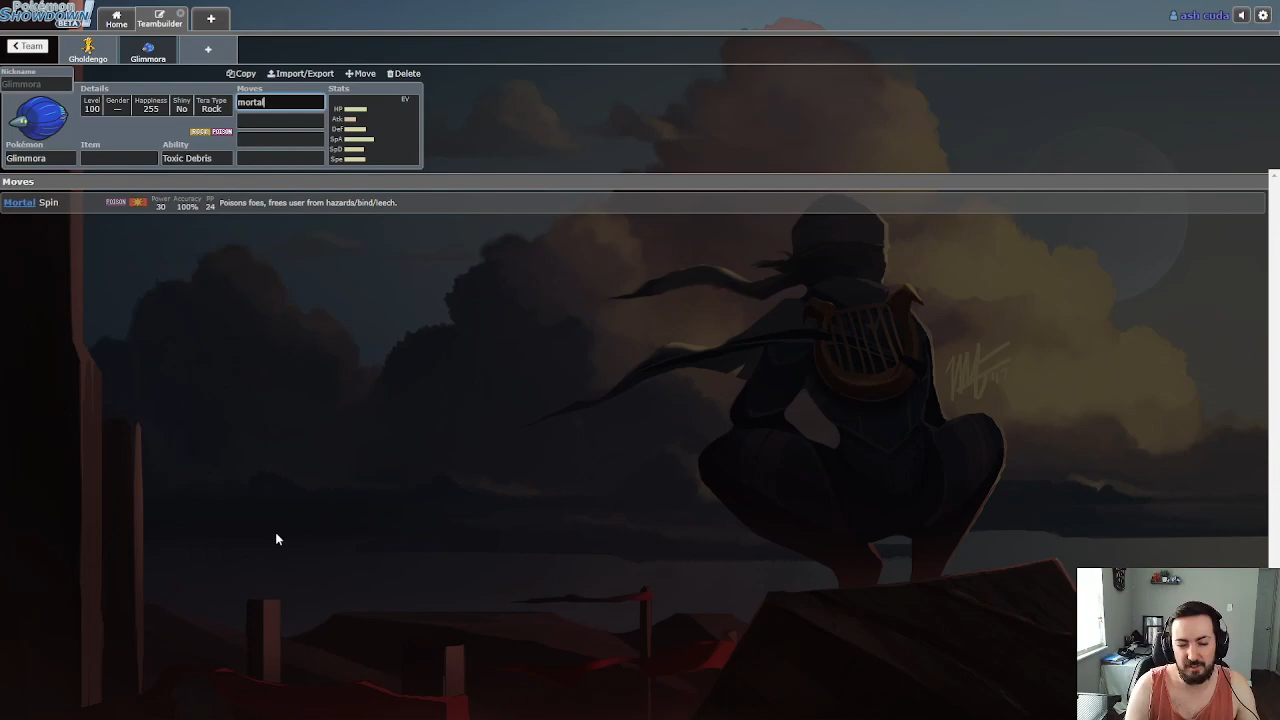 Pokémon
SHOWDOWN!
BETA
Home
Teambuilder
+
ash cuda
< Team
Gholdengo
Glimmora
+
Copy Import/Export Move Delete
Nickname
Glimmora
Details
Level Gender Happiness Shiny Tera Type
100 — 255 No Rock
ROCK POISON
Pokémon Item Ability
Glimmora Toxic Debris
Moves
mortal
Stats
EV
HP
Atk
Def
SpA
SpD
Spe
Moves
Mortal Spin POISON Power Accuracy PP Poisons foes, frees user from hazards/bind/leech.
30 100% 24